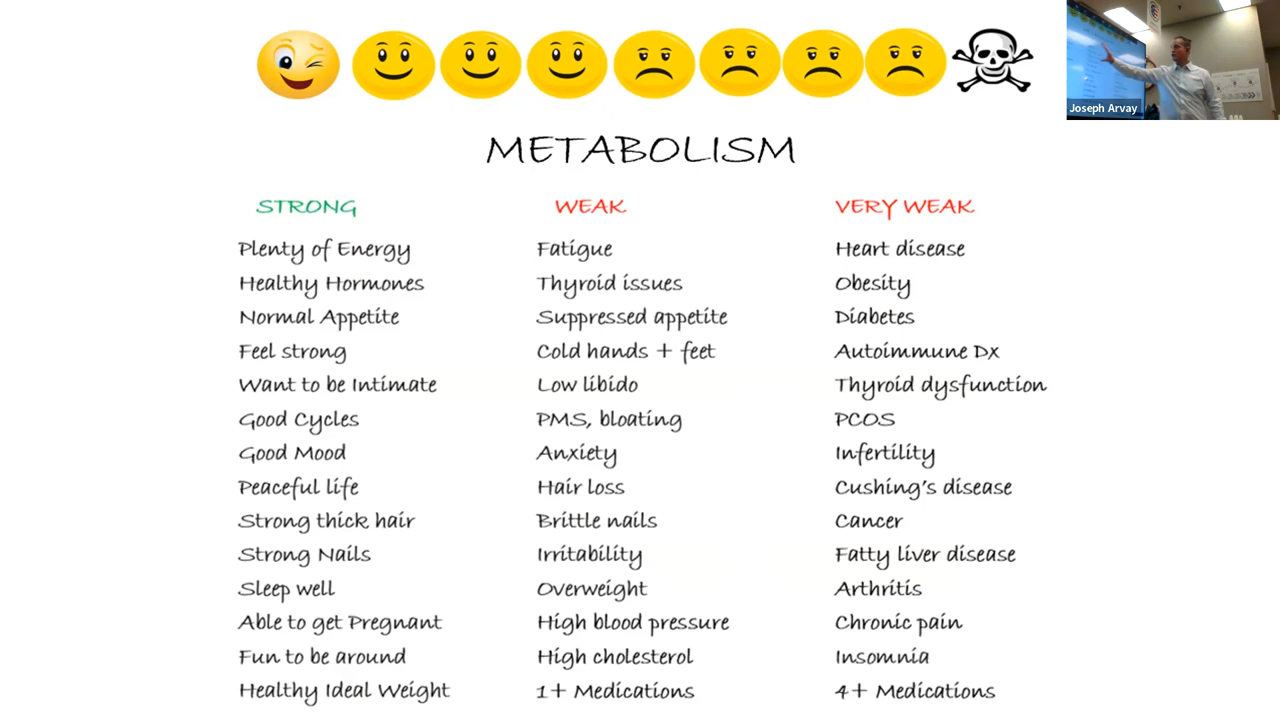 Joseph Arvay
METABOLISM
STRONG
Plenty of Energy
Healthy Hormones
Normal Appetite
Feel strong
Want to be Intimate
Good Cycles
Good Mood
Peaceful life
Strong thick hair
Strong Nails
Sleep well
Able to get Pregnant
Fun to be around
Healthy Ideal Weight
WEAK
Fatigue
Thyroid issues
Suppressed appetite
Cold hands + feet
Low libido
PMS, bloating
Anxiety
Hair loss
Brittle nails
Irritability
Overweight
High blood pressure
High cholesterol
1+ Medications
VERY WEAK
Heart disease
Obesity
Diabetes
Autoimmune Dx
Thyroid dysfunction
PCOS
Infertility
Cushing's disease
Cancer
Fatty liver disease
Arthritis
Chronic pain
Insomnia
4+ Medications